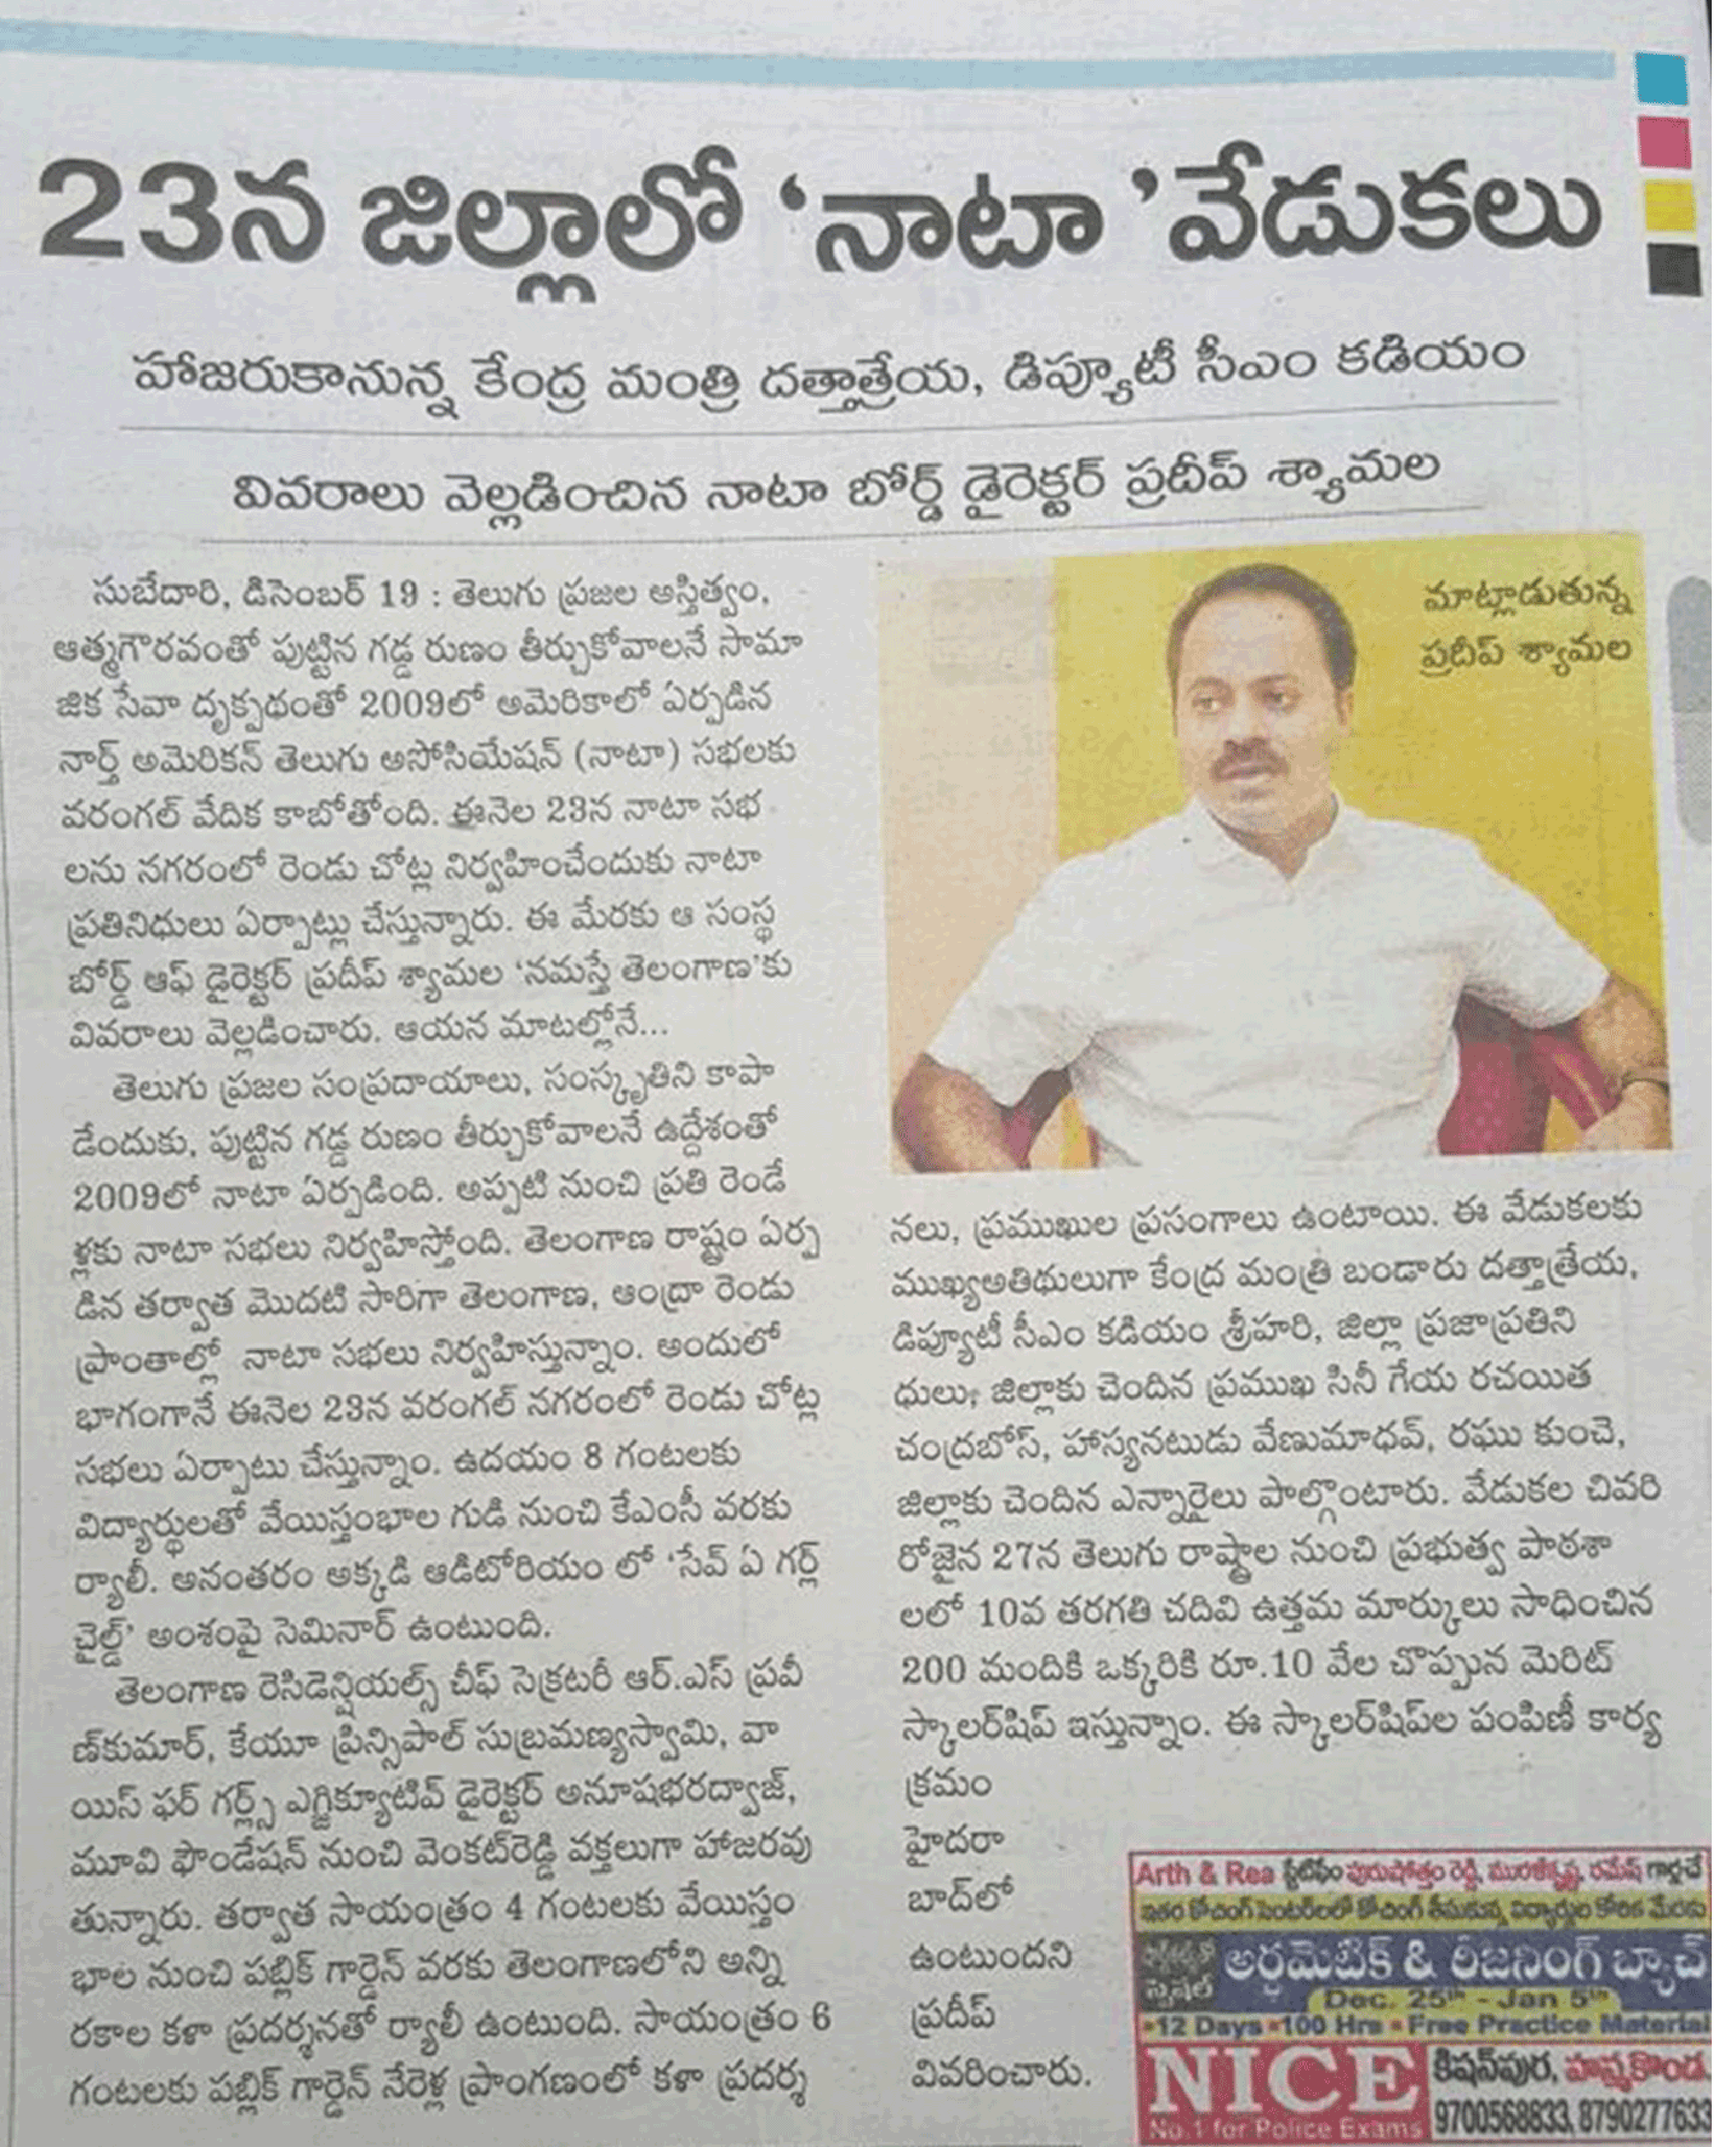 23న జిల్లాలో ‘నాటా ’వేడుకలు
హాజరుకానున్న కేంద్ర మంత్రి దత్తాత్రేయ, డిప్యూటీ సీఎం కడియం
వివరాలు వెల్లడించిన నాటా బోర్డ్ డైరెక్టర్ ప్రదీప్ శ్యామల
సుబేదారి, డిసెంబర్ 19 : తెలుగు ప్రజల అస్తిత్వం,
ఆత్మగౌరవంతో పుట్టిన గడ్డ రుణం తీర్చుకోవాలనే సామా
జిక సేవా దృక్పథంతో 2009లో అమెరికాలో ఏర్పడిన
నార్త్ అమెరికన్ తెలుగు అసోసియేషన్ (నాటా) సభలకు
వరంగల్ వేదిక కాబోతోంది. ఈనెల 23న నాటా సభ
లను నగరంలో రెండు చోట్ల నిర్వహించేందుకు నాటా
ప్రతినిధులు ఏర్పాట్లు చేస్తున్నారు. ఈ మేరకు ఆ సంస్థ
బోర్డ్ ఆఫ్ డైరెక్టర్ ప్రదీప్ శ్యామల ‘నమస్తే తెలంగాణ’కు
వివరాలు వెల్లడించారు. ఆయన మాటల్లోనే...
తెలుగు ప్రజల సంప్రదాయాలు, సంస్కృతిని కాపా
డేందుకు, పుట్టిన గడ్డ రుణం తీర్చుకోవాలనే ఉద్దేశంతో
2009లో నాటా ఏర్పడింది. అప్పటి నుంచి ప్రతి రెండే
ళ్లకు నాటా సభలు నిర్వహిస్తోంది. తెలంగాణ రాష్ట్రం ఏర్ప
డిన తర్వాత మొదటి సారిగా తెలంగాణ, ఆంద్రా రెండు
ప్రాంతాల్లో నాటా సభలు నిర్వహిస్తున్నాం. అందులో
భాగంగానే ఈనెల 23న వరంగల్ నగరంలో రెండు చోట్ల
సభలు ఏర్పాటు చేస్తున్నాం. ఉదయం 8 గంటలకు
విద్యార్థులతో వేయిస్తంభాల గుడి నుంచి కేఎంసీ వరకు
ర్యాలీ. అనంతరం అక్కడి ఆడిటోరియం లో ‘సేవ్ ఏ గర్ల్
చైల్డ్’ అంశంపై సెమినార్ ఉంటుంది.
తెలంగాణ రెసిడెన్షియల్స్ చీఫ్ సెక్రటరీ ఆర్.ఎస్ ప్రవీ
ణ్‌కుమార్, కేయూ ప్రిన్సిపాల్ సుబ్రమణ్యస్వామి, వా
యిస్ ఫర్ గర్ల్స్ ఎగ్జిక్యూటివ్ డైరెక్టర్ అనూషభరద్వాజ్,
మూవి ఫౌండేషన్ నుంచి వెంకట్‌రెడ్డి వక్తలుగా హాజరవు
తున్నారు. తర్వాత సాయంత్రం 4 గంటలకు వేయిస్తం
భాల నుంచి పబ్లిక్ గార్డెన్ వరకు తెలంగాణలోని అన్ని
రకాల కళా ప్రదర్శనతో ర్యాలీ ఉంటుంది. సాయంత్రం 6
గంటలకు పబ్లిక్ గార్డెన్ నేరెళ్ల ప్రాంగణంలో కళా ప్రదర్శ
మాట్లాడుతున్న
ప్రదీప్ శ్యామల
నలు, ప్రముఖుల ప్రసంగాలు ఉంటాయి. ఈ వేడుకలకు
ముఖ్యఅతిథులుగా కేంద్ర మంత్రి బండారు దత్తాత్రేయ,
డిప్యూటీ సీఎం కడియం శ్రీహరి, జిల్లా ప్రజాప్రతిని
ధులు, జిల్లాకు చెందిన ప్రముఖ సినీ గేయ రచయిత
చంద్రబోస్, హాస్యనటుడు వేణుమాధవ్, రఘు కుంచె,
జిల్లాకు చెందిన ఎన్నారైలు పాల్గొంటారు. వేడుకల చివరి
రోజైన 27న తెలుగు రాష్ట్రాల నుంచి ప్రభుత్వ పాఠశా
లలో 10వ తరగతి చదివి ఉత్తమ మార్కులు సాధించిన
200 మందికి ఒక్కరికి రూ.10 వేల చొప్పున మెరిట్
స్కాలర్‌షిప్ ఇస్తున్నాం. ఈ స్కాలర్‌షిప్‌ల పంపిణీ కార్య
క్రమం
హైదరా
బాద్‌లో
ఉంటుందని
ప్రదీప్
వివరించారు.
Arth & Rea స్టేట్‌ఫేం పురుషోత్తం రెడ్డి, మురళీకృష్ణ, రమేష్ గార్లచే
ఇతర కోచింగ్ సెంటర్‌లలో కోచింగ్ తీసుకున్న విద్యార్థుల కోరిక మేరకు
స్పెషల్
అర్థమెటిక్ & రీజనింగ్ బ్యాచ్
Dec. 25th - Jan 5th
•12 Days •100 Hrs • Free Practice Material
NICE
No.1 for Police Exams
కిషన్‌పుర, హన్మకొండ.
9700568833, 8790277633